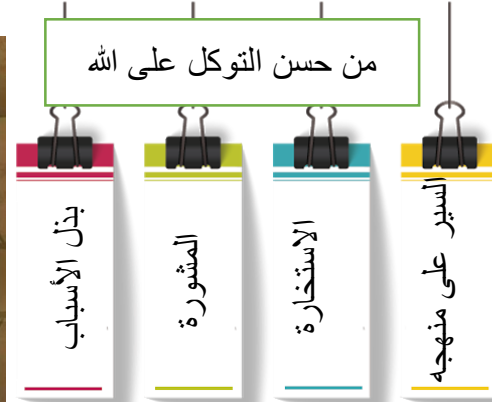 من حسن التوكل على الله
السير على منهجه
الاستخارة
المشورة
بذل الأسباب